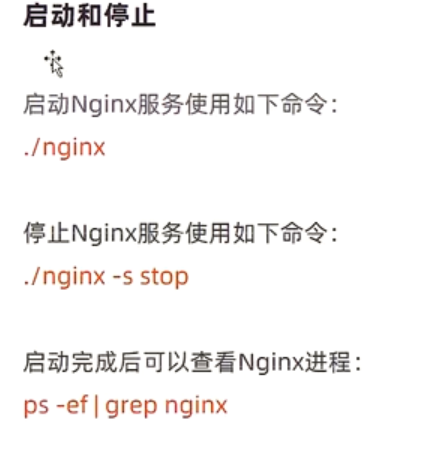 启动和停止
启动Nginx服务使用如下命令：
./nginx
停止Nginx服务使用如下命令：
./nginx -s stop
启动完成后可以查看Nginx进程：
ps -ef | grep nginx